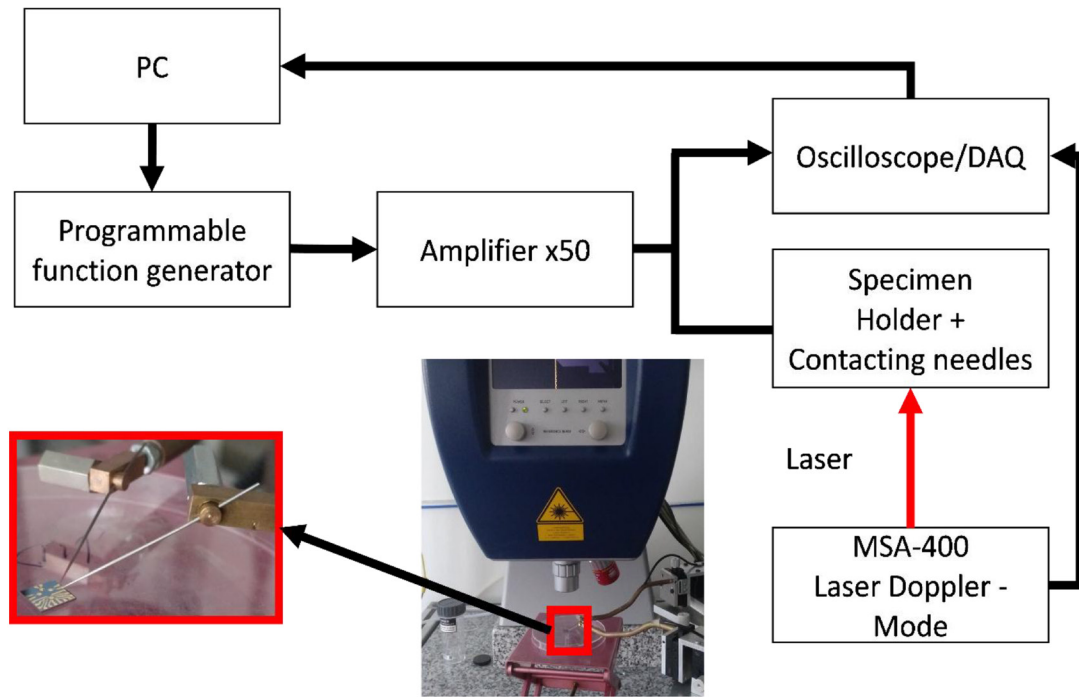 PC
Programmable
function generator
Amplifier x50
Oscilloscope/DAQ
Specimen
Holder +
Contacting needles
Laser
MSA-400
Laser Doppler -
Mode